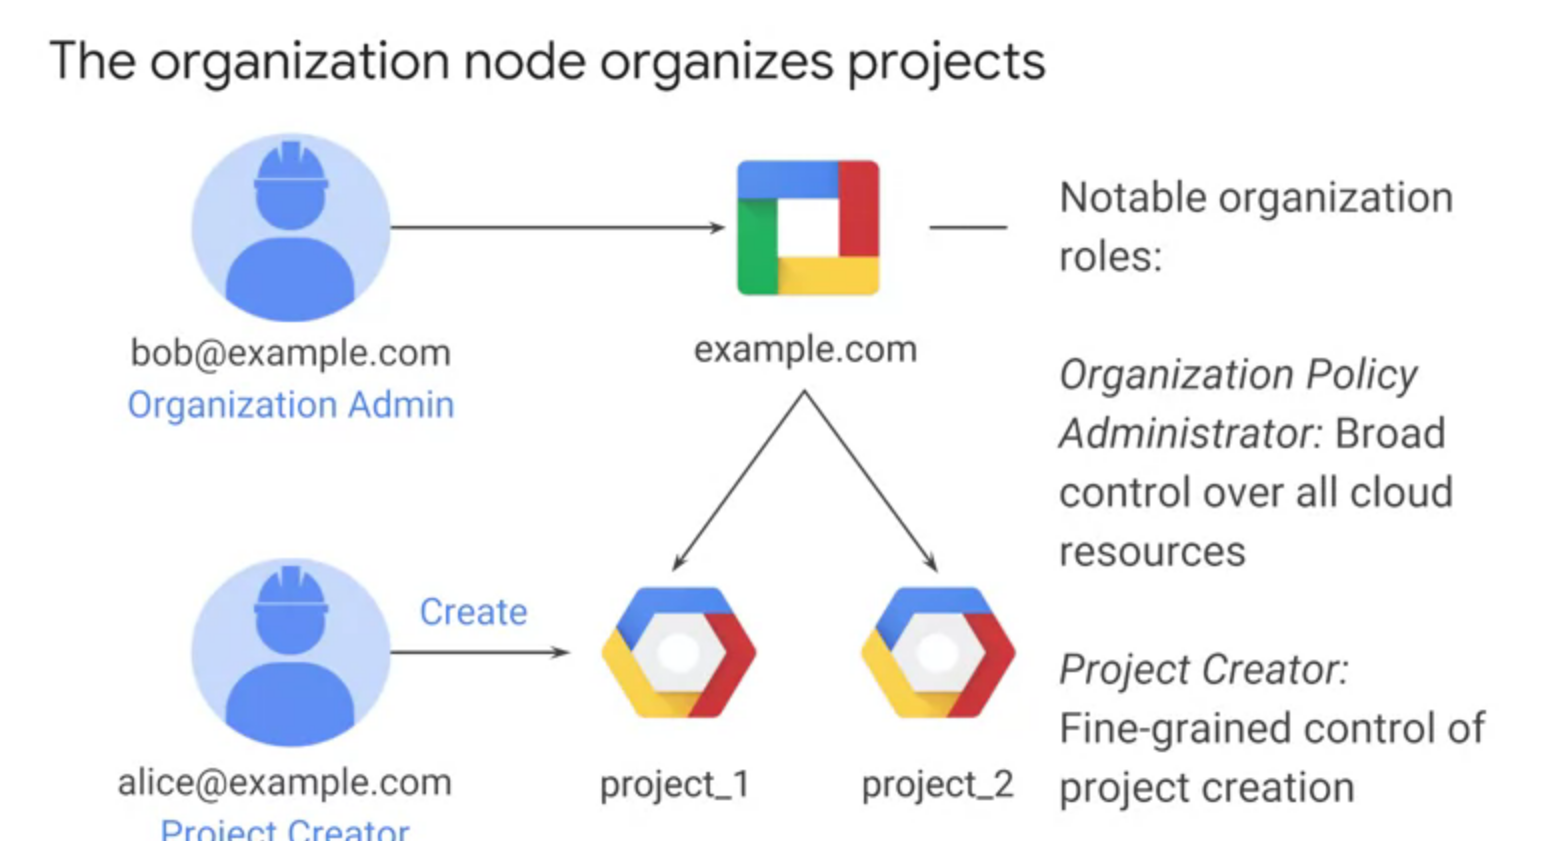 The organization node organizes projects
bob@example.com
Organization Admin
example.com
Notable organization
roles:
Organization Policy
Administrator: Broad
control over all cloud
resources
Create
alice@example.com
Project Creator
project_1
project_2
Project Creator:
Fine-grained control of
project creation